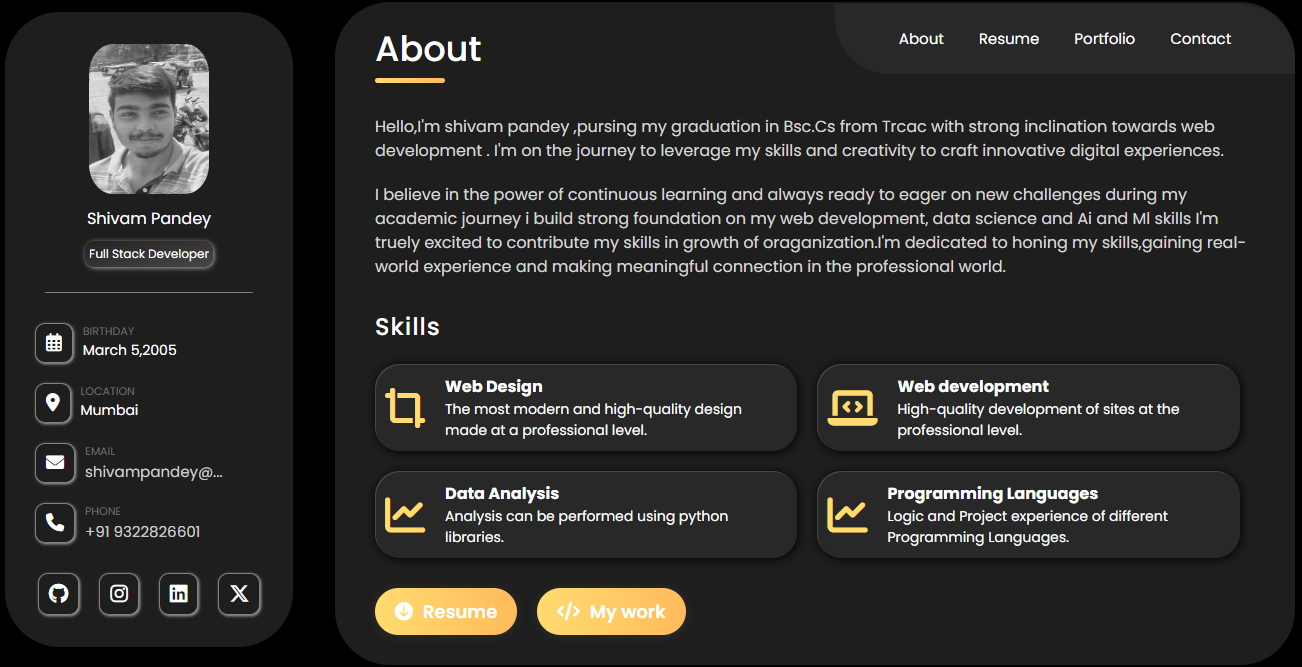 Shivam Pandey
Full Stack Developer
BIRTHDAY
March 5,2005
LOCATION
Mumbai
EMAIL
shivampandey@...
PHONE
+91 9322826601
About
About Resume Portfolio Contact
Hello,I'm shivam pandey ,pursing my graduation in Bsc.Cs from Trcac with strong inclination towards web
development . I'm on the journey to leverage my skills and creativity to craft innovative digital experiences.
I believe in the power of continuous learning and always ready to eager on new challenges during my
academic journey i build strong foundation on my web development, data science and Ai and Ml skills I'm
truely excited to contribute my skills in growth of oraganization.I'm dedicated to honing my skills,gaining real-
world experience and making meaningful connection in the professional world.
Skills
Web Design
The most modern and high-quality design
made at a professional level.
Web development
High-quality development of sites at the
professional level.
Data Analysis
Analysis can be performed using python
libraries.
Programming Languages
Logic and Project experience of different
Programming Languages.
Resume
My work